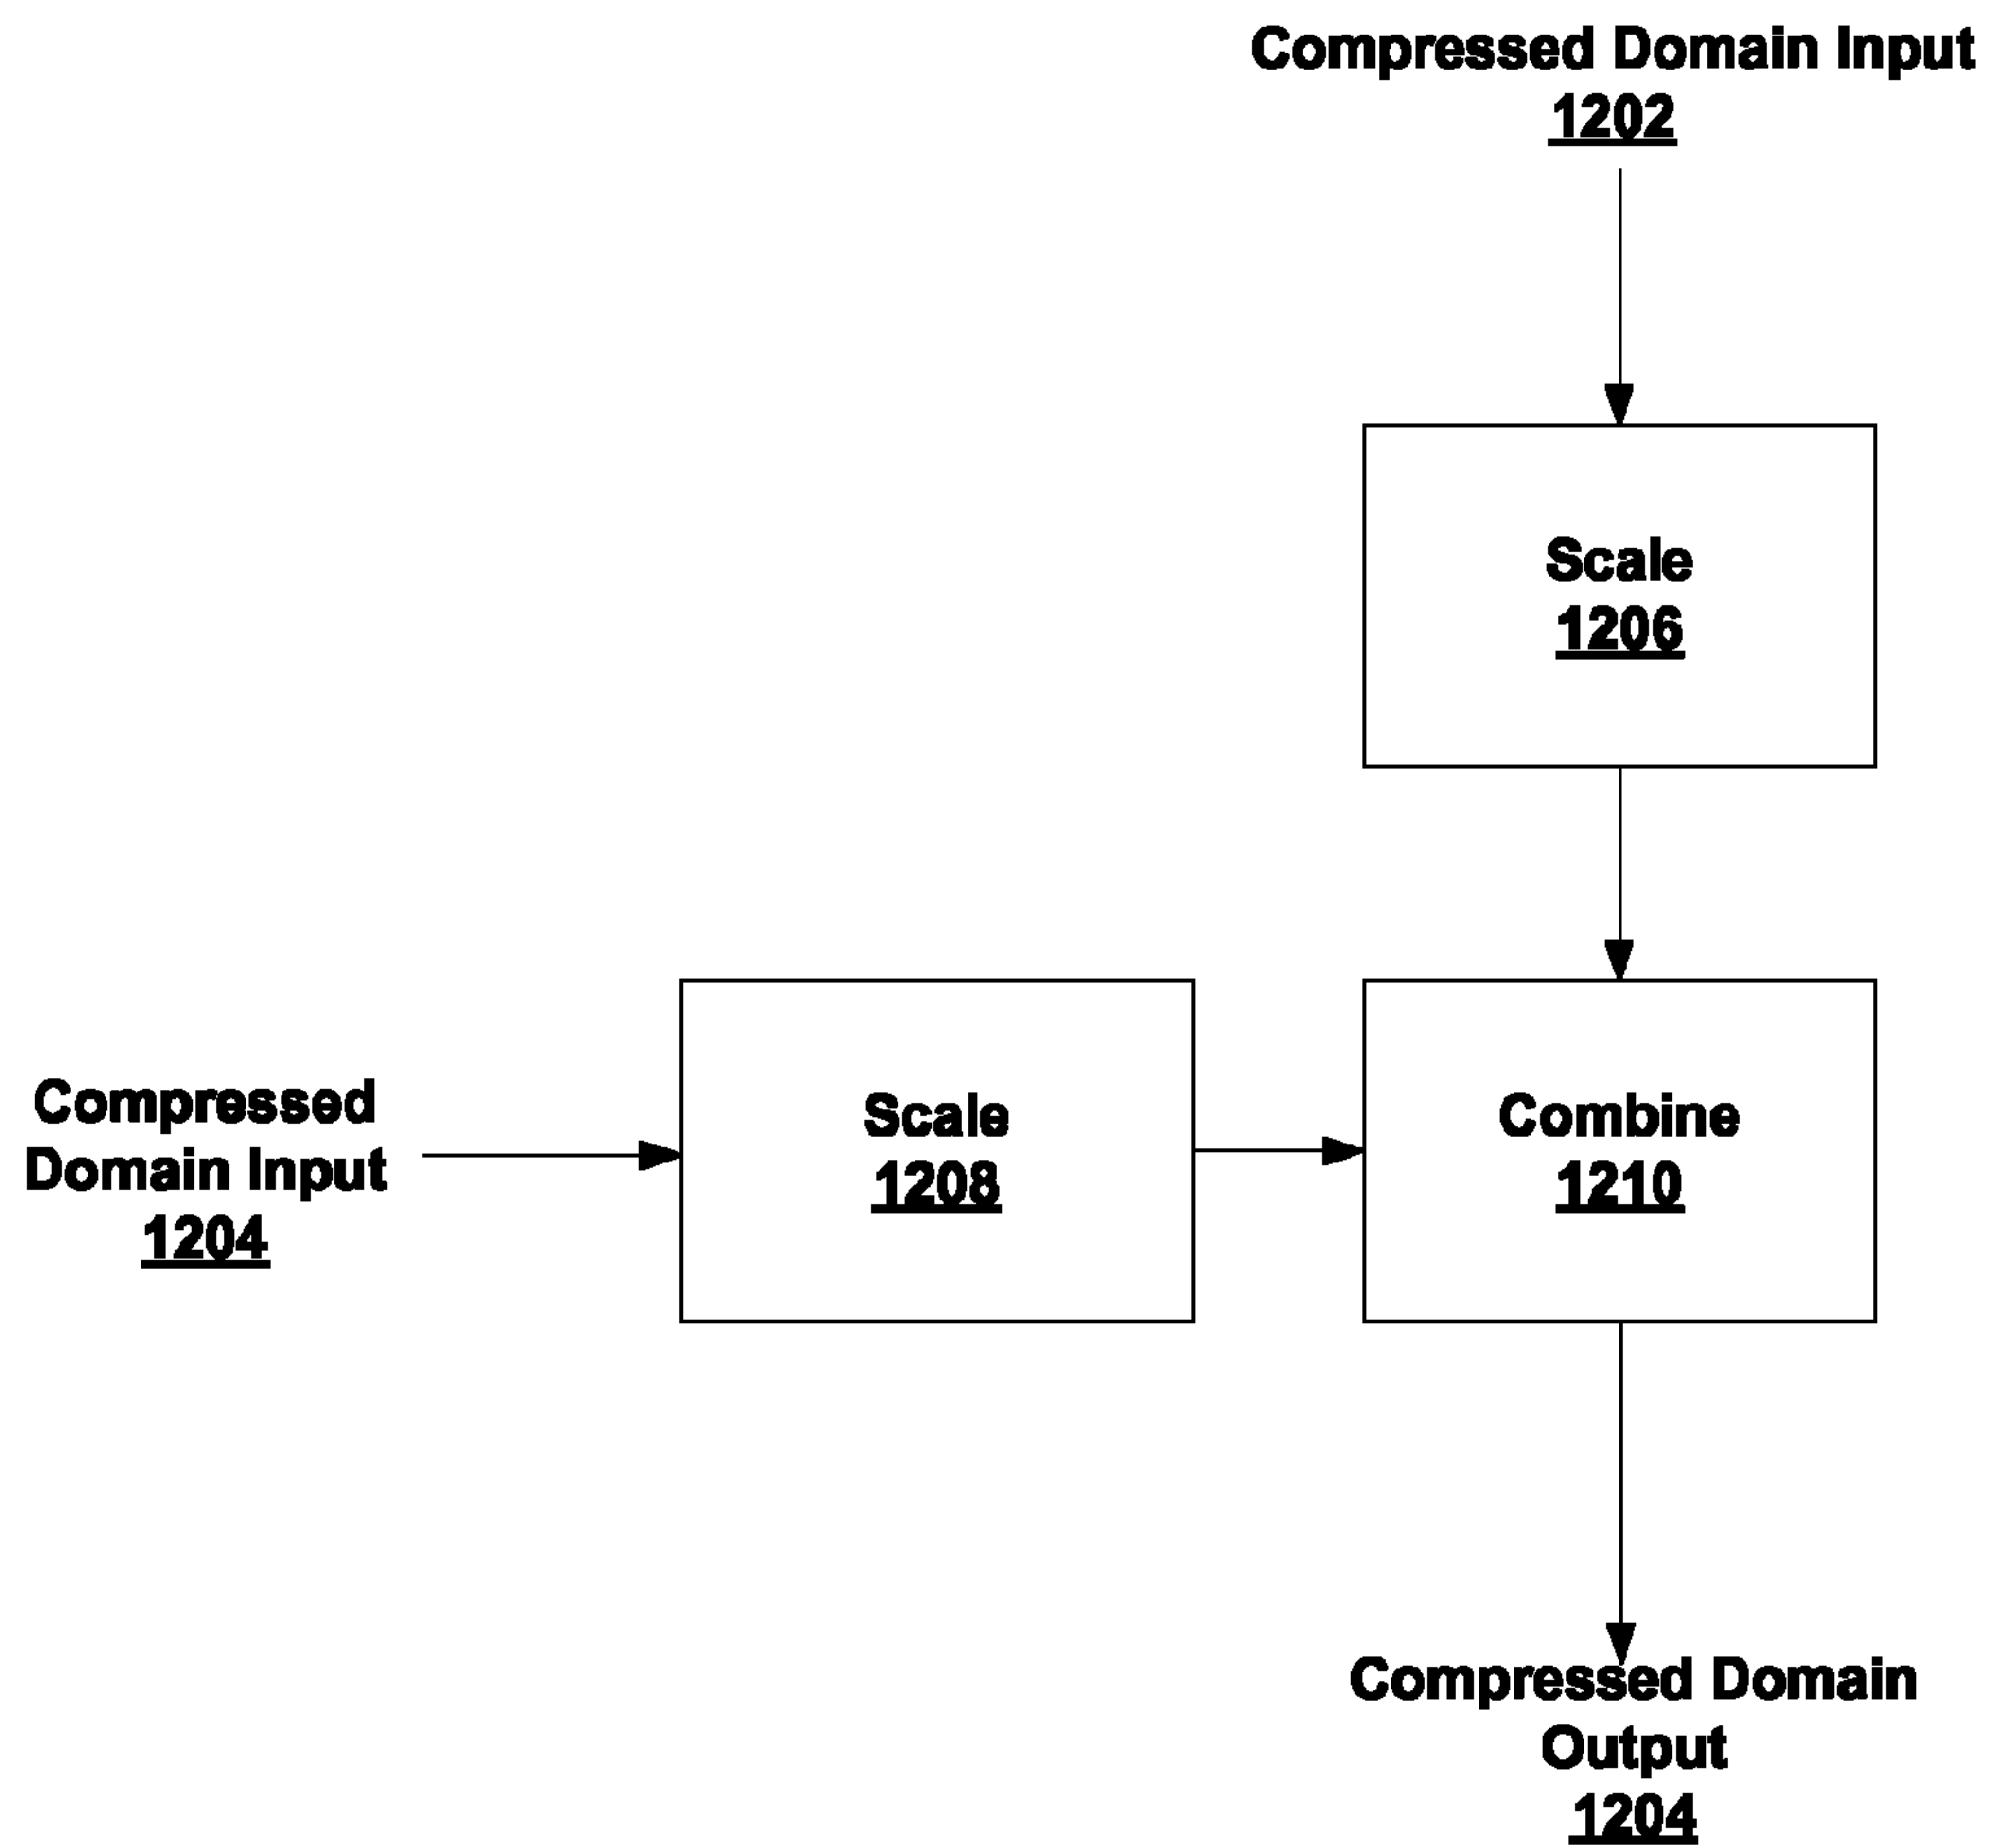 Compressed Domain Input
1202
Scale
1206
Compressed
Domain Input
1204
Scale
1208
Combine
1210
Compressed Domain
Output
1204